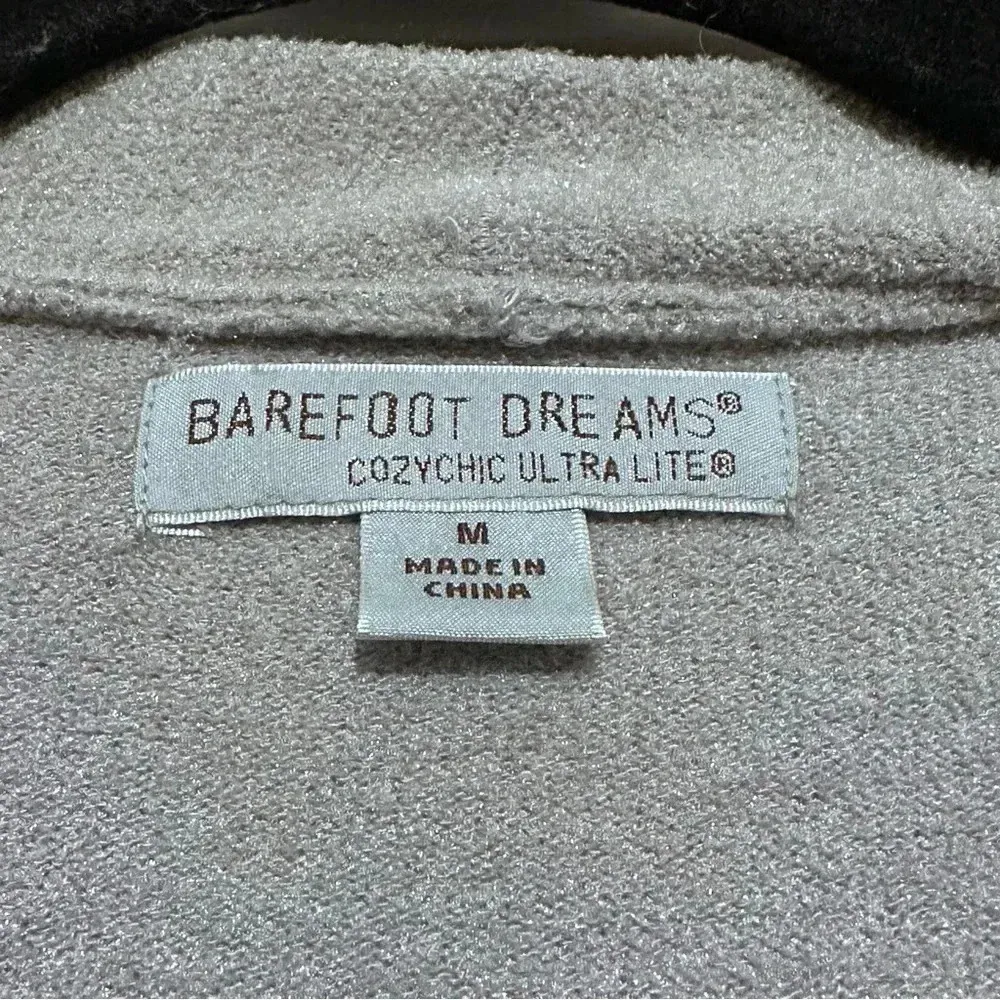 BAREFOOT DREAMS®
COZYCHIC ULTRA LITE®
M
MADE IN
CHINA